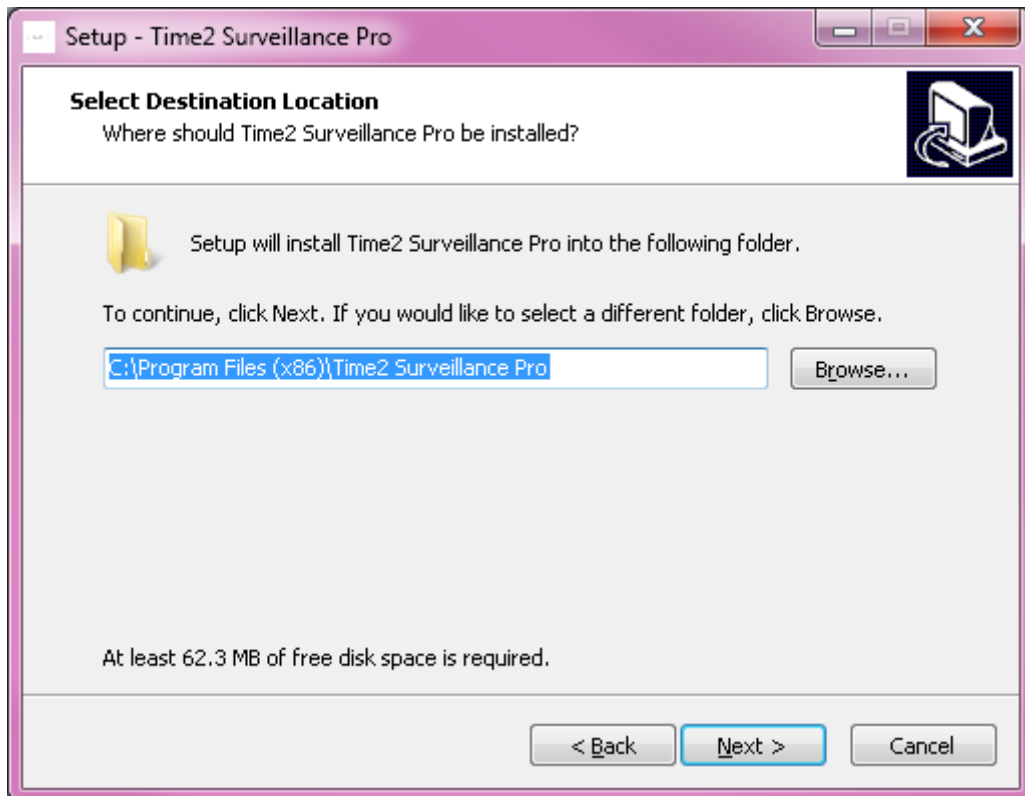 Setup - Time2 Surveillance Pro
Select Destination Location
Where should Time2 Surveillance Pro be installed?
Setup will install Time2 Surveillance Pro into the following folder.
To continue, click Next. If you would like to select a different folder, click Browse.
C:\Program Files (x86)\Time2 Surveillance Pro
Browse...
At least 62.3 MB of free disk space is required.
< Back
Next >
Cancel